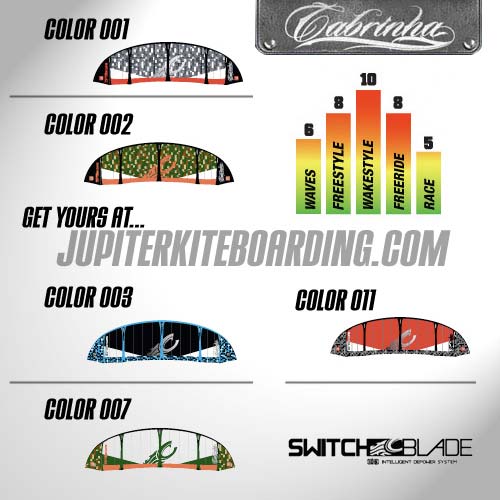 COLOR 001
Cabrinha
COLOR 002
10
8
8
6
5
WAVES
FREESTYLE
WAKESTYLE
FREERIDE
RACE
GET YOURS AT...
JUPITERKITEBOARDING.COM
COLOR 003
COLOR 011
COLOR 007
SWITCHBLADE
IDS INTELLIGENT DEPOWER SYSTEM